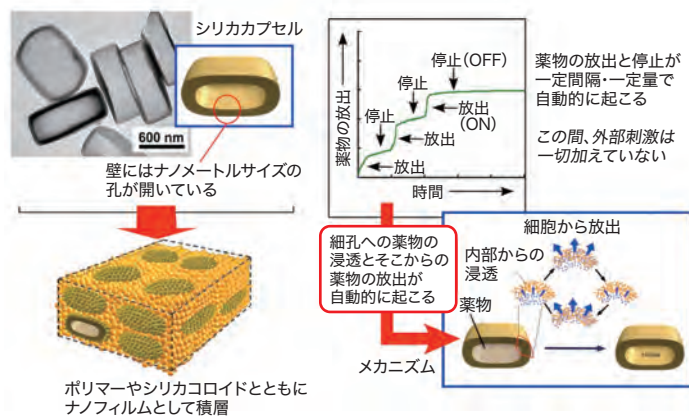 シリカカプセル
600 nm
壁にはナノメートルサイズの
孔が開いている
ポリマーやシリカコロイドとともに
ナノフィルムとして積層
薬物の放出
停止(OFF)
停止
停止
放出
(ON)
放出
放出
時間
薬物の放出と停止が
一定間隔・一定量で
自動的に起こる
この間、外部刺激は
一切加えていない
細孔への薬物の
浸透とそこからの
薬物の放出が
自動的に起こる
メカニズム
細胞から放出
内部からの
浸透
薬物